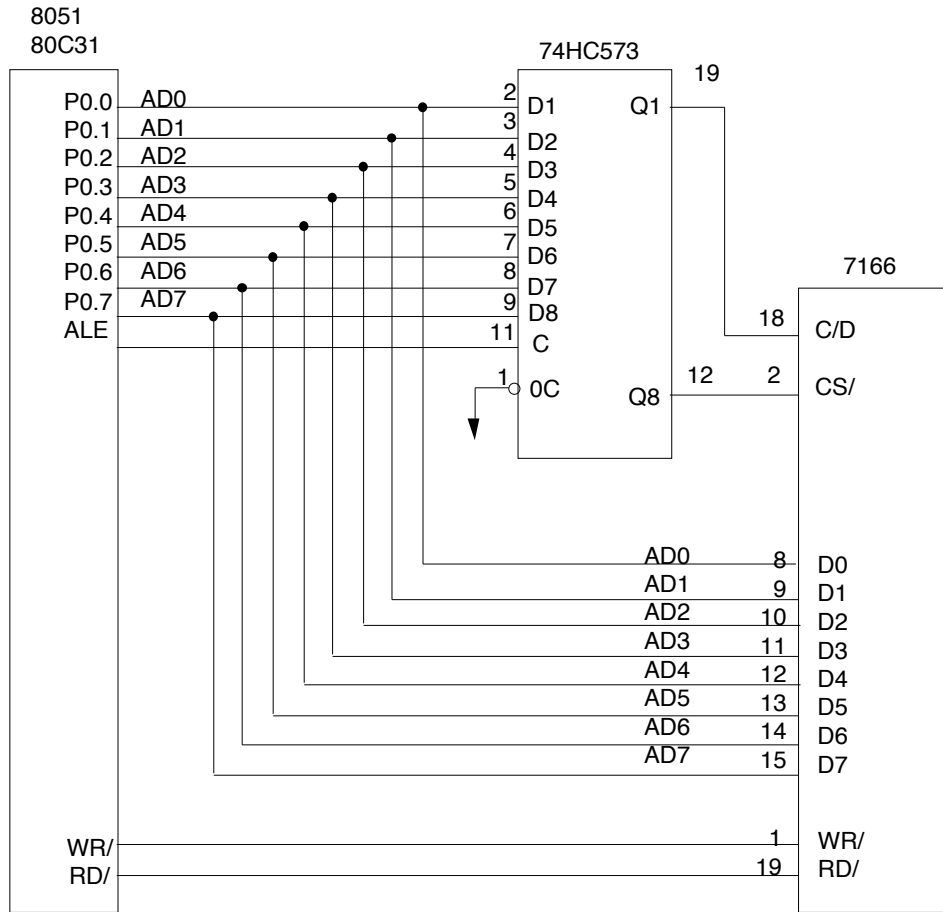 8051
80C31
74HC573
19
P0.0 AD0 2 D1 Q1
P0.1 AD1 3 D2
P0.2 AD2 4 D3
P0.3 AD3 5 D4
P0.4 AD4 6 D5
P0.5 AD5 7 D6
P0.6 AD6 8 D7
P0.7 AD7 9 D8
ALE 11 C
7166
18 C/D
1 0C Q8 12 2 CS/
AD0 8 D0
AD1 9 D1
AD2 10 D2
AD3 11 D3
AD4 12 D4
AD5 13 D5
AD6 14 D6
AD7 15 D7
WR/ 1 WR/
RD/ 19 RD/